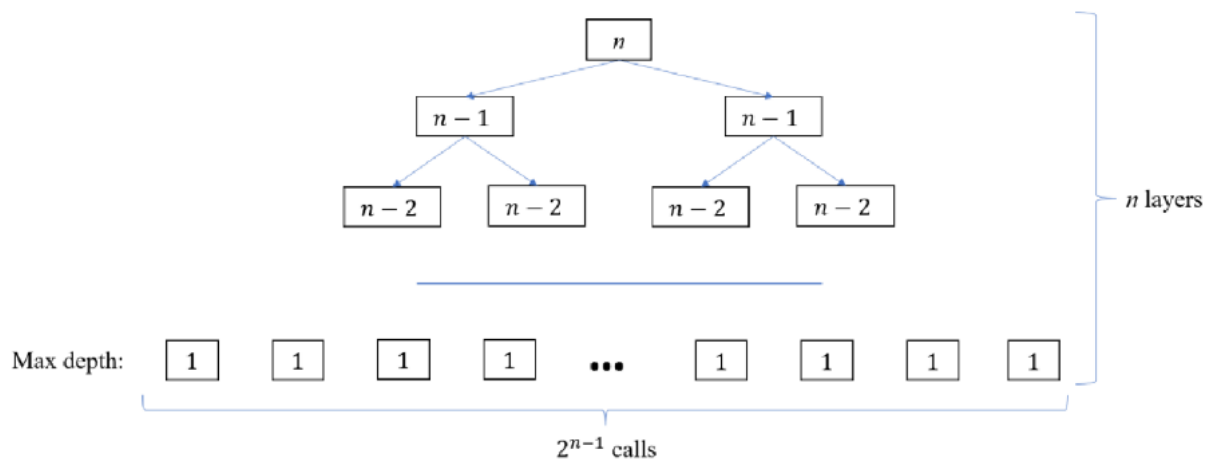 n
n − 1 n − 1
n − 2 n − 2 n − 2 n − 2
n layers
Max depth: 1 1 1 1 ... 1 1 1 1
2ⁿ⁻¹ calls